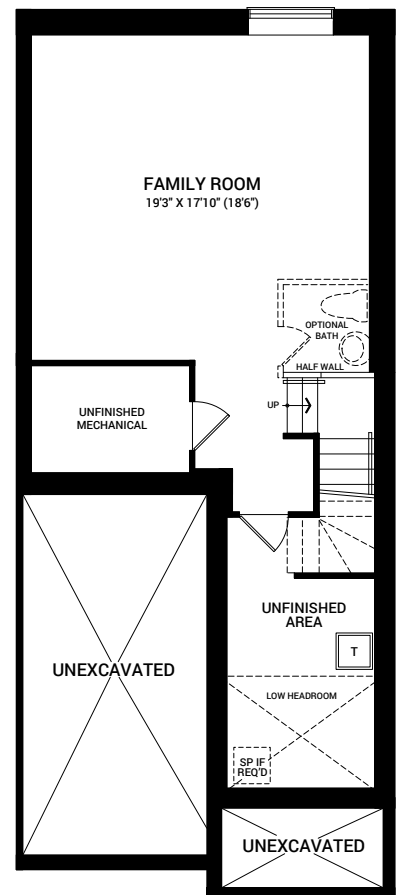 FAMILY ROOM
19'3" X 17'10" (18'6")
OPTIONAL
BATH
HALF WALL
UP
UNFINISHED
MECHANICAL
UNFINISHED
AREA
T
UNEXCAVATED
LOW HEADROOM
SP IF
REQ'D
UNEXCAVATED